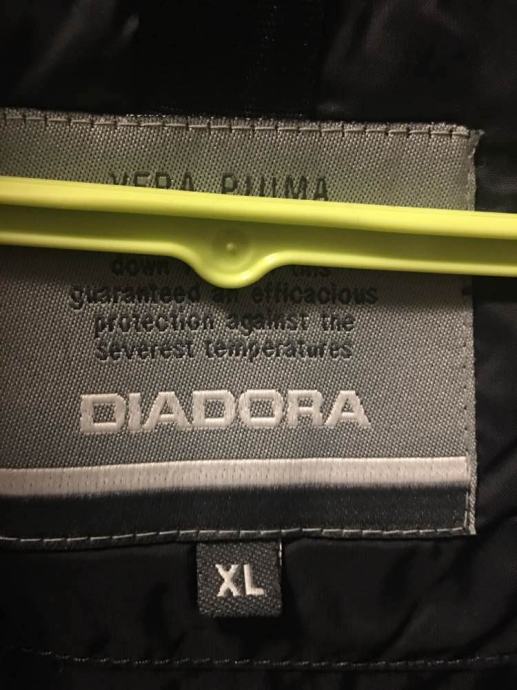 VERA PIUMA
down
guaranteed an efficacious
protection against the
severest temperatures
DIADORA
XL